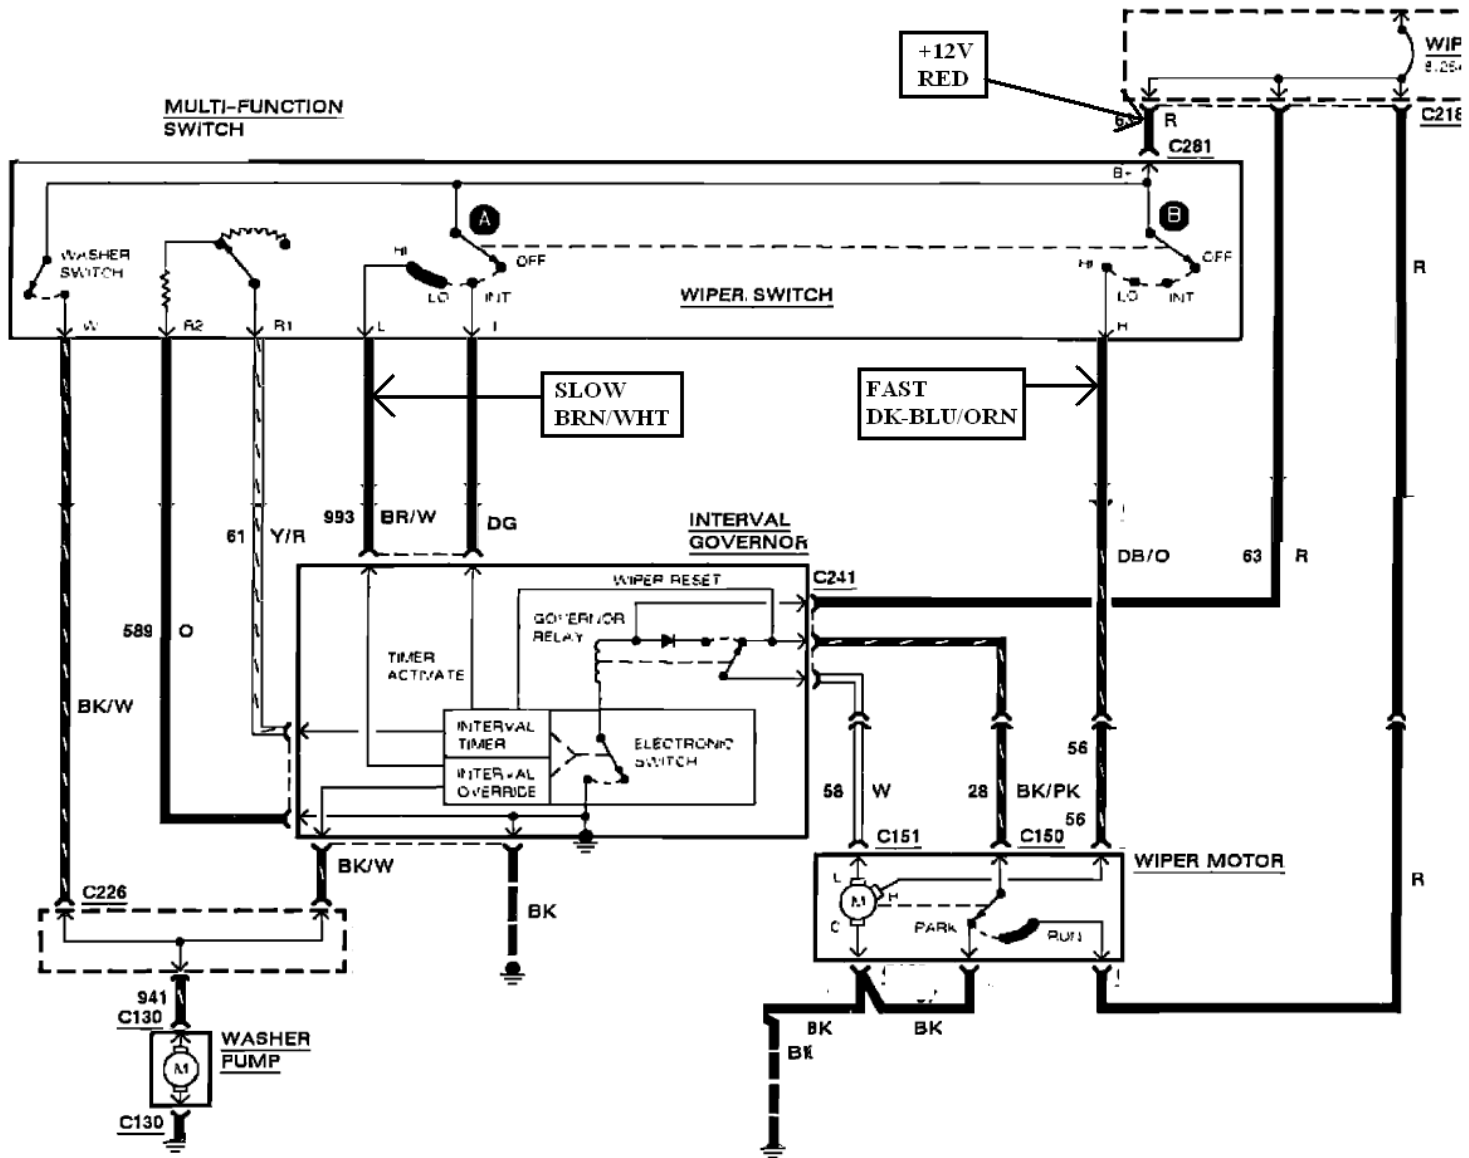 +12V
RED
WIP
C218
63
R
C281
MULTI-FUNCTION
SWITCH
B+
A
B
WASHER
SWITCH
HI
OFF
LO
INT
HI
OFF
LO
INT
WIPER SWITCH
R
W
R2
R1
L
I
H
SLOW
BRN/WHT
FAST
DK-BLU/ORN
993
BR/W
DG
61
Y/R
INTERVAL
GOVERNOR
DB/O
63
R
WIPER RESET
C241
GOVERNOR
RELAY
589
O
TIMER
ACTIVATE
BK/W
INTERVAL
TIMER
ELECTRONIC
SWITCH
INTERVAL
OVERRIDE
56
58
W
28
BK/PK
56
C151
C150
WIPER MOTOR
BK/W
L
H
M
C
PARK
RUN
R
C226
BK
941
C130
BK
BK
BK
WASHER
PUMP
M
C130